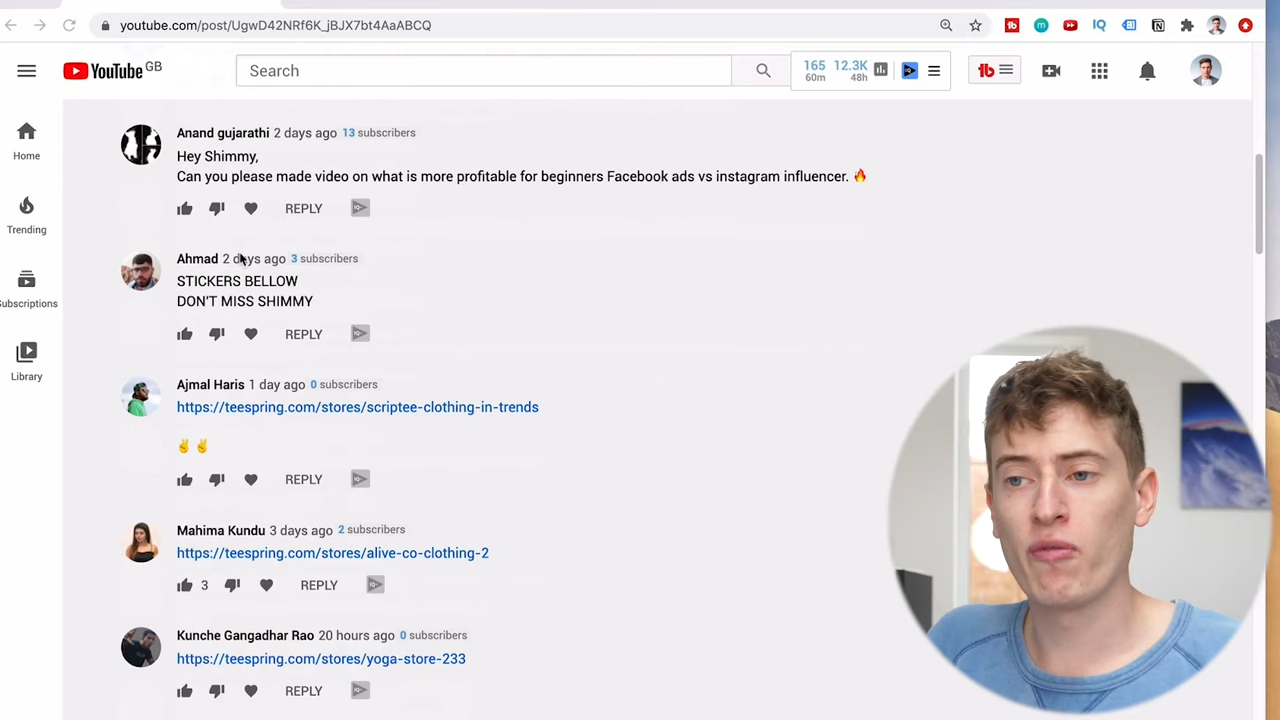 youtube.com/post/UgwD42NRf6K_jBJX7bt4AaABCQ
YouTube GB
Search
165 60m
12.3K 48h
Home
Trending
Subscriptions
Library
Anand gujarathi 2 days ago 13 subscribers
Hey Shimmy,
Can you please made video on what is more profitable for beginners Facebook ads vs instagram influencer. 🔥
REPLY
Ahmad 2 days ago 3 subscribers
STICKERS BELLOW
DON'T MISS SHIMMY
REPLY
Ajmal Haris 1 day ago 0 subscribers
https://teespring.com/stores/scriptee-clothing-in-trends
✌️✌️
REPLY
Mahima Kundu 3 days ago 2 subscribers
https://teespring.com/stores/alive-co-clothing-2
3 REPLY
Kunche Gangadhar Rao 20 hours ago 0 subscribers
https://teespring.com/stores/yoga-store-233
REPLY